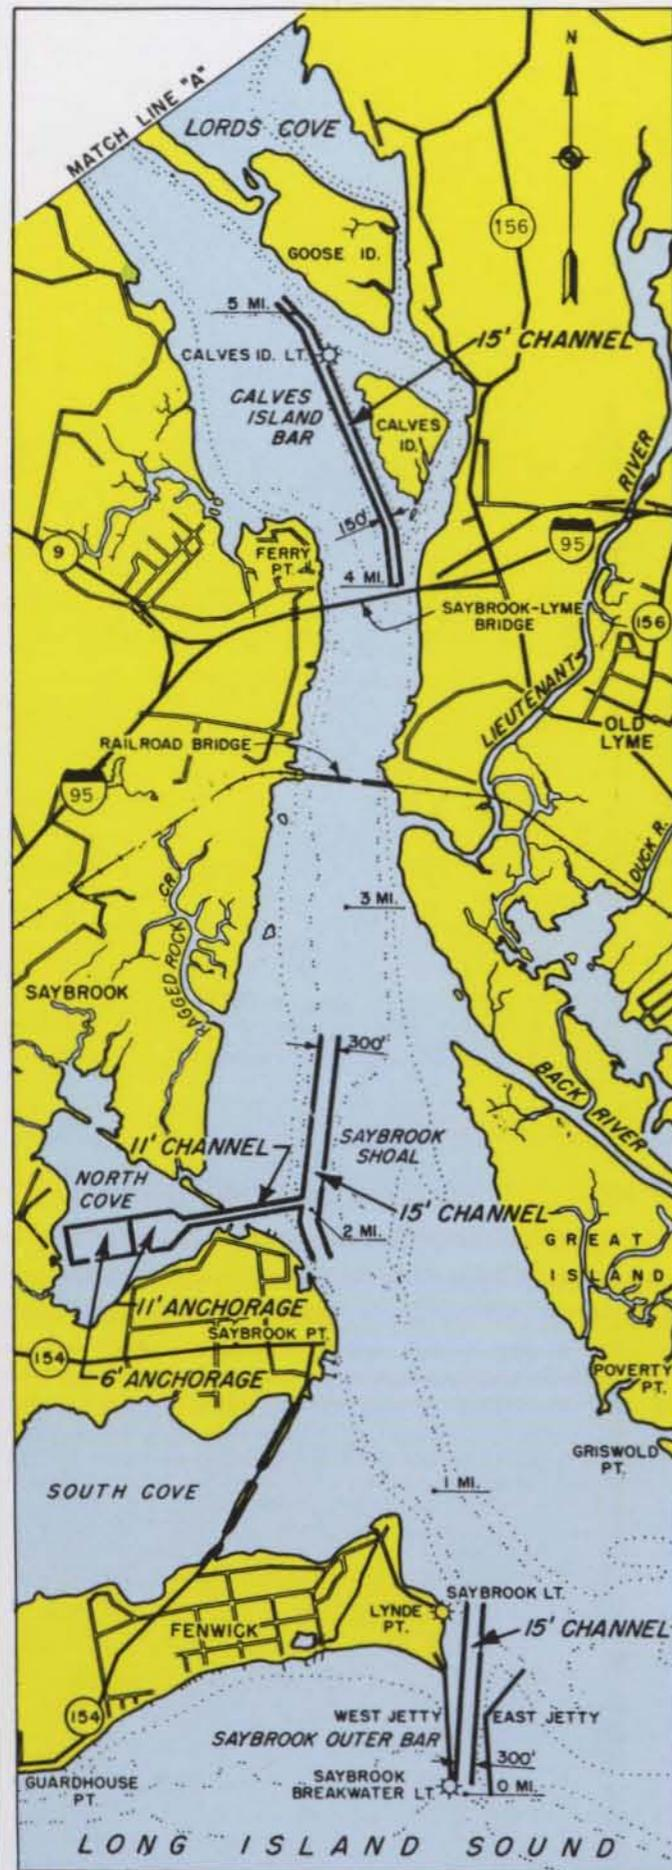 MATCH LINE "A"
N
LORDS COVE
156
GOOSE ID.
5 MI.
15' CHANNEL
CALVES ID. LT.
CALVES
ISLAND
BAR
CALVES
ID.
RIVER
150'
95
9
FERRY
PT.
4 MI.
SAYBROOK-LYME
BRIDGE
156
LIEUTENANT
OLD
LYME
RAILROAD BRIDGE
95
DUCK R.
3 MI.
RAGGED ROCK CR.
SAYBROOK
300'
BACK
RIVER
11' CHANNEL
SAYBROOK
SHOAL
NORTH
COVE
15' CHANNEL
2 MI.
GREAT
ISLAND
11' ANCHORAGE
SAYBROOK PT.
154
6' ANCHORAGE
POVERTY
PT.
GRISWOLD
PT.
SOUTH COVE
1 MI.
SAYBROOK LT.
LYNDE
PT.
15' CHANNEL
FENWICK
154
WEST JETTY
EAST JETTY
SAYBROOK OUTER BAR
300'
GUARDHOUSE
PT.
SAYBROOK
BREAKWATER LT.
0 MI.
LONG ISLAND SOUND